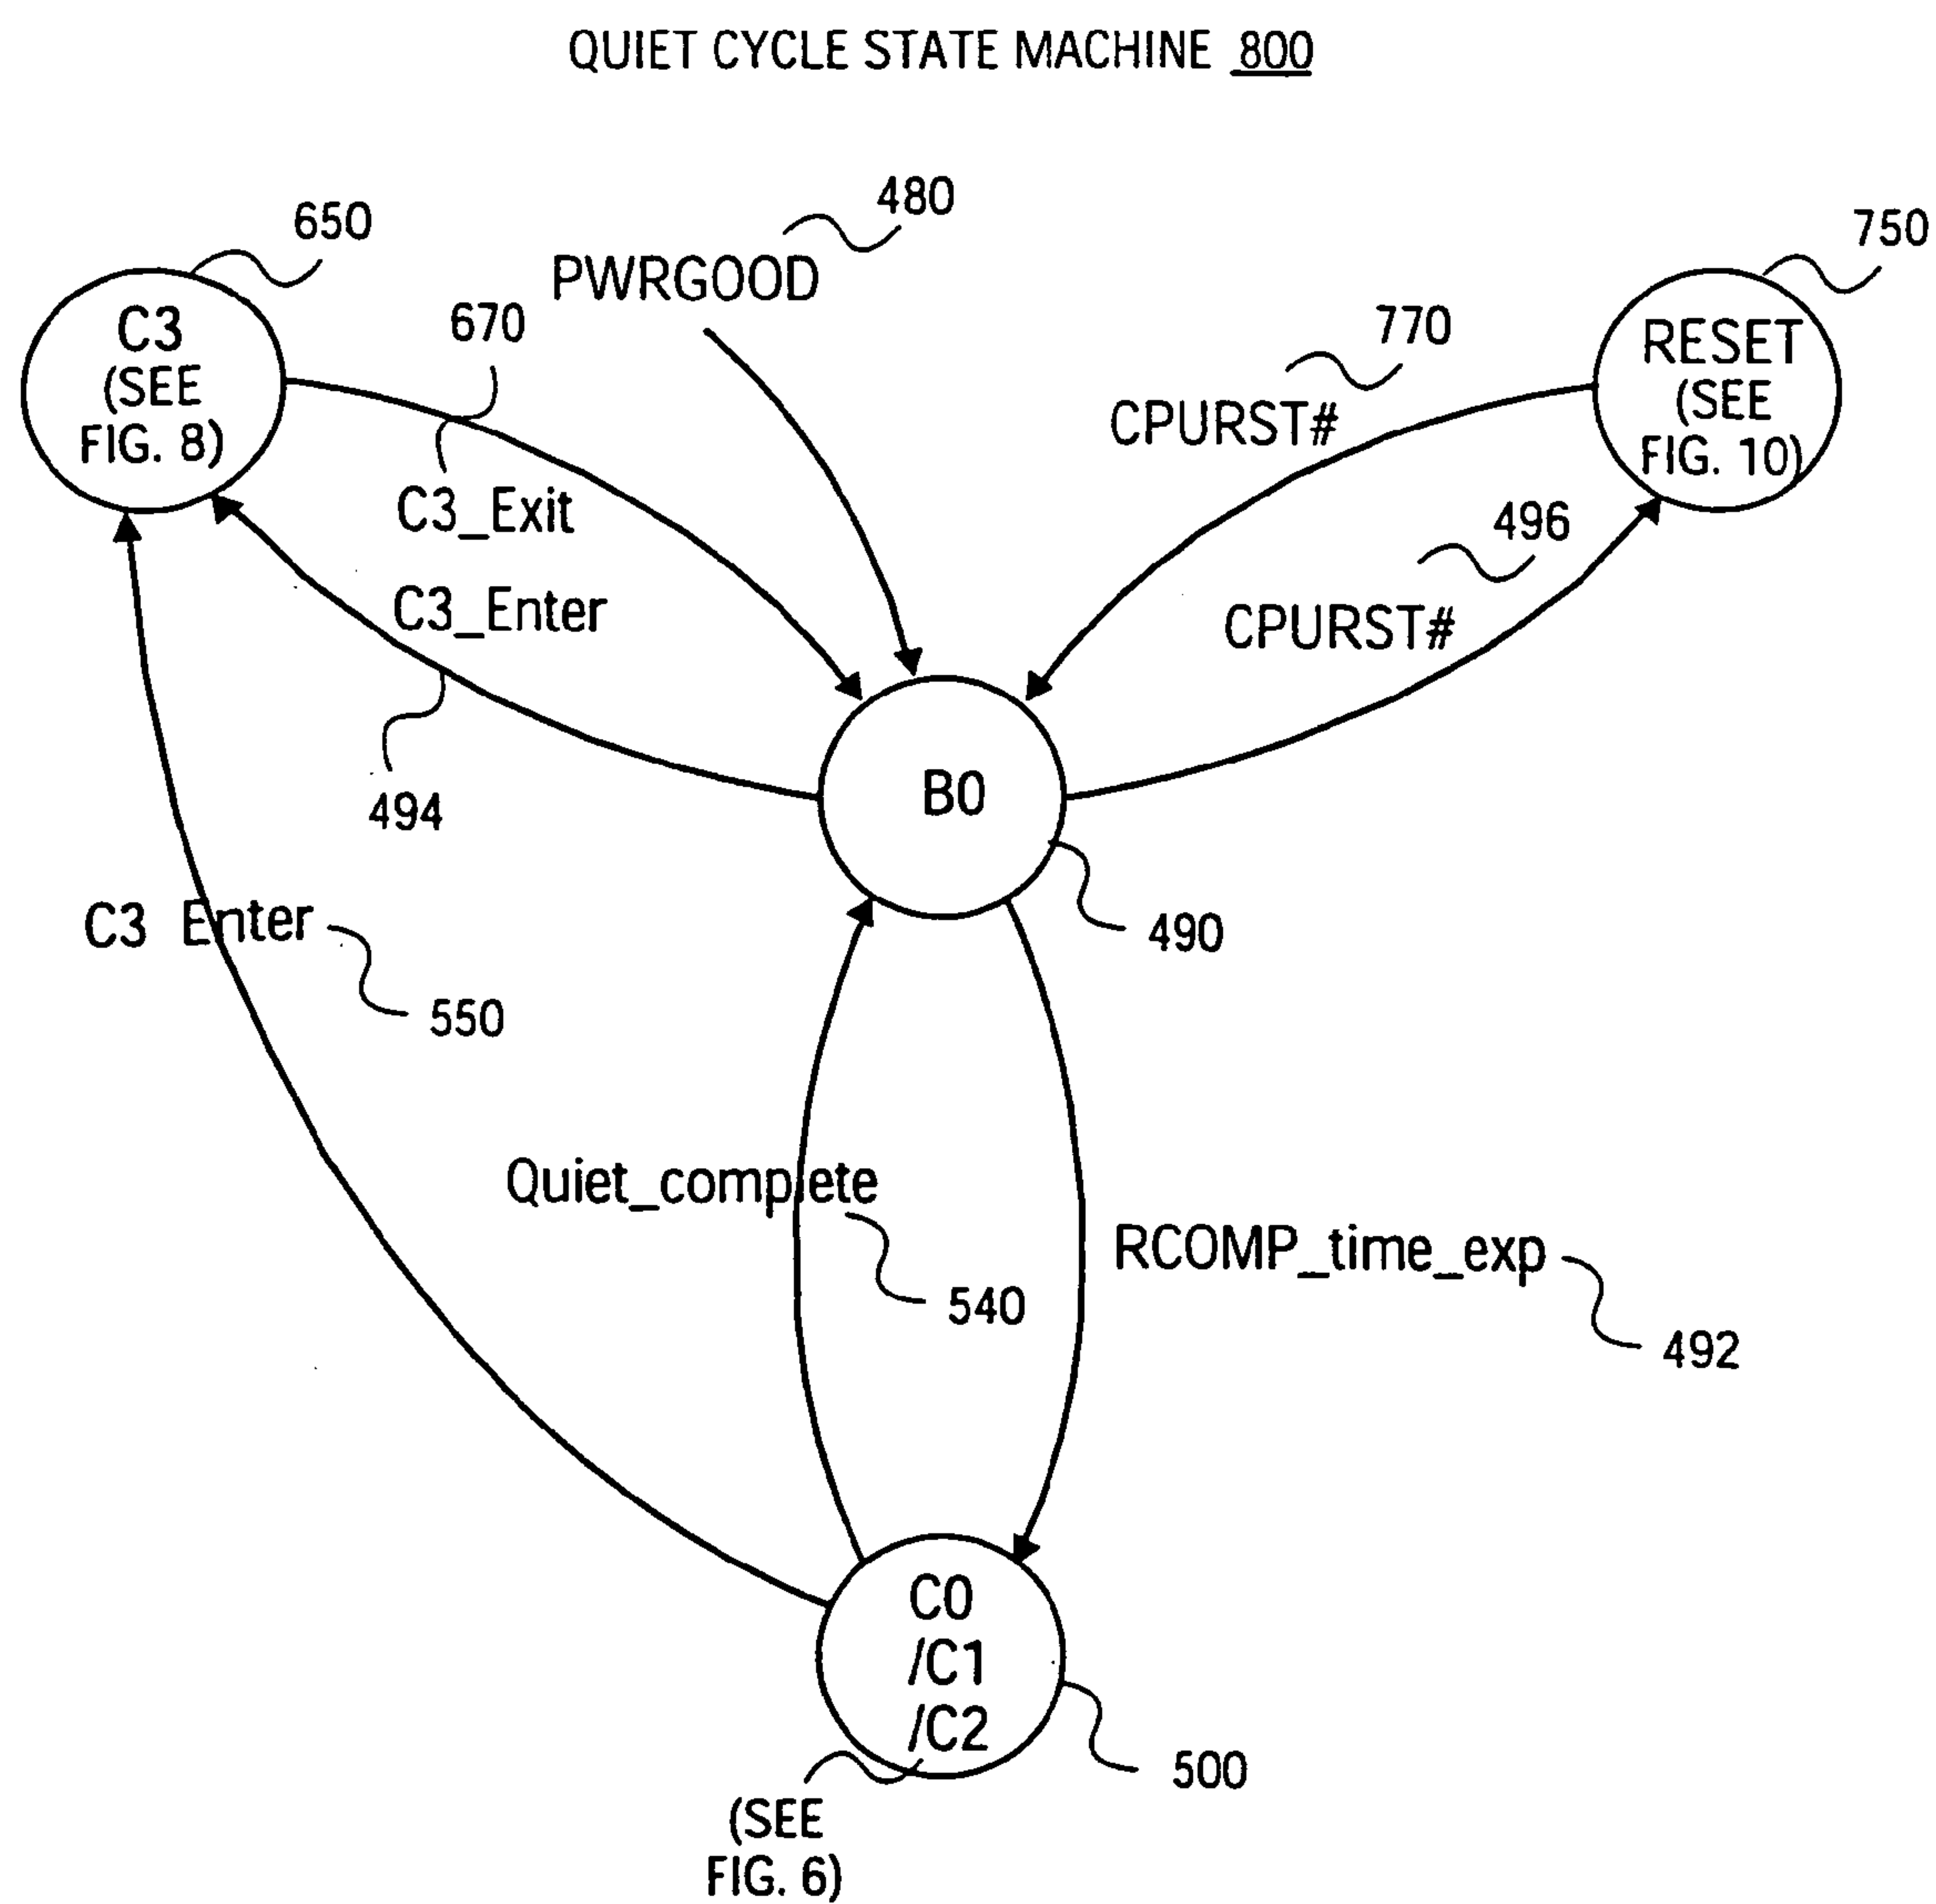 QUIET CYCLE STATE MACHINE 800
480
650
750
PWRGOOD
670
770
C3
(SEE
FIG. 8)
RESET
(SEE
FIG. 10)
CPURST#
C3_Exit
496
C3_Enter
CPURST#
494
B0
C3 Enter
490
550
Quiet_complete
RCOMP_time_exp
540
492
C0
/C1
/C2
500
(SEE
FIG. 6)